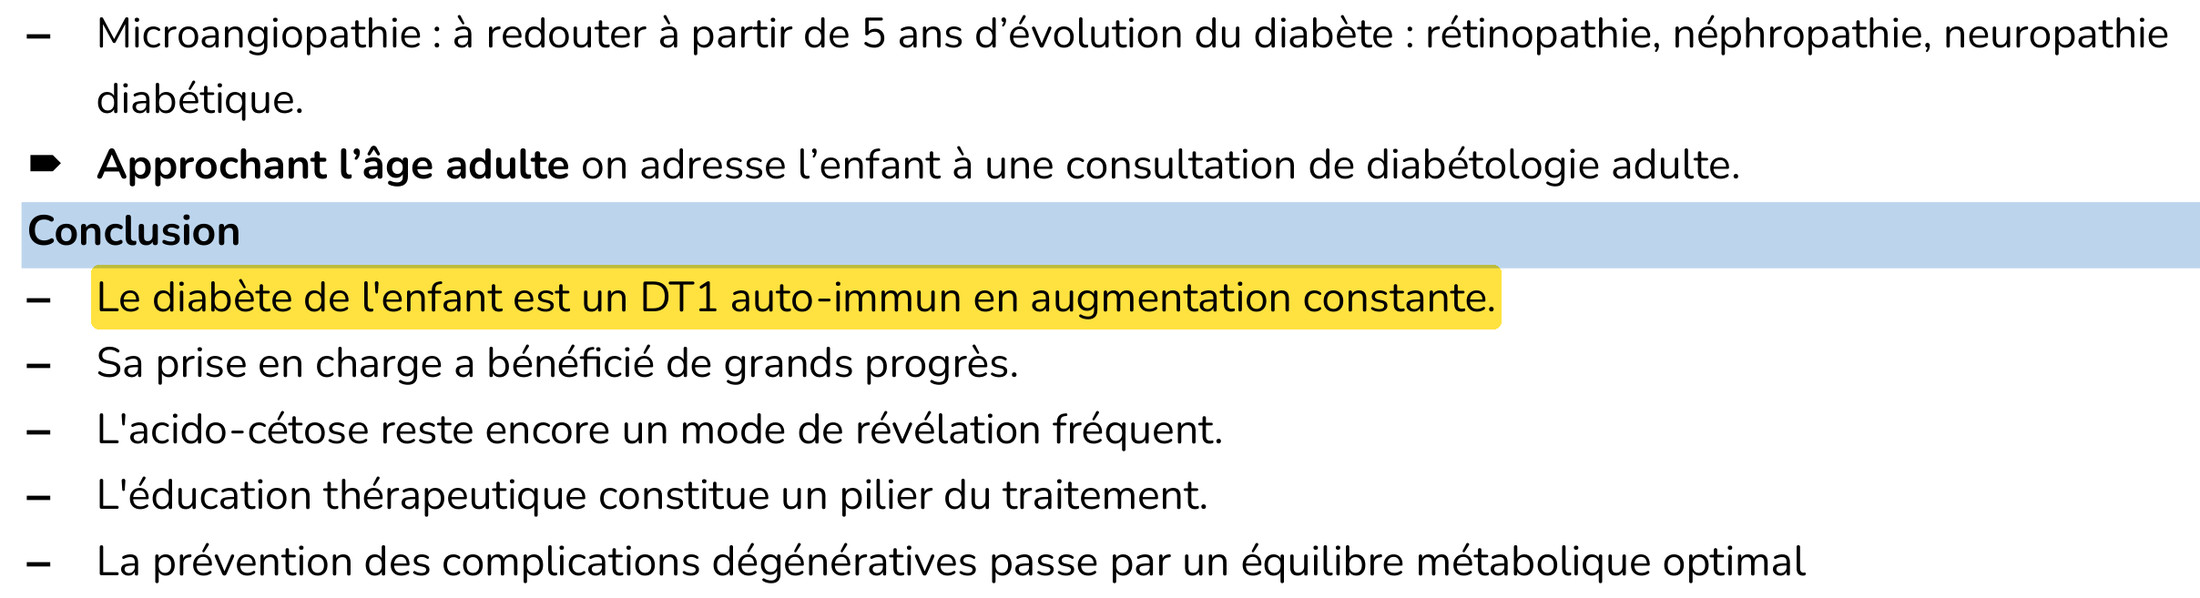 – Microangiopathie : à redouter à partir de 5 ans d’évolution du diabète : rétinopathie, néphropathie, neuropathie
diabétique.
➨ Approchant l’âge adulte on adresse l’enfant à une consultation de diabétologie adulte.
Conclusion
– Le diabète de l'enfant est un DT1 auto-immun en augmentation constante.
– Sa prise en charge a bénéficié de grands progrès.
– L'acido-cétose reste encore un mode de révélation fréquent.
– L'éducation thérapeutique constitue un pilier du traitement.
– La prévention des complications dégénératives passe par un équilibre métabolique optimal